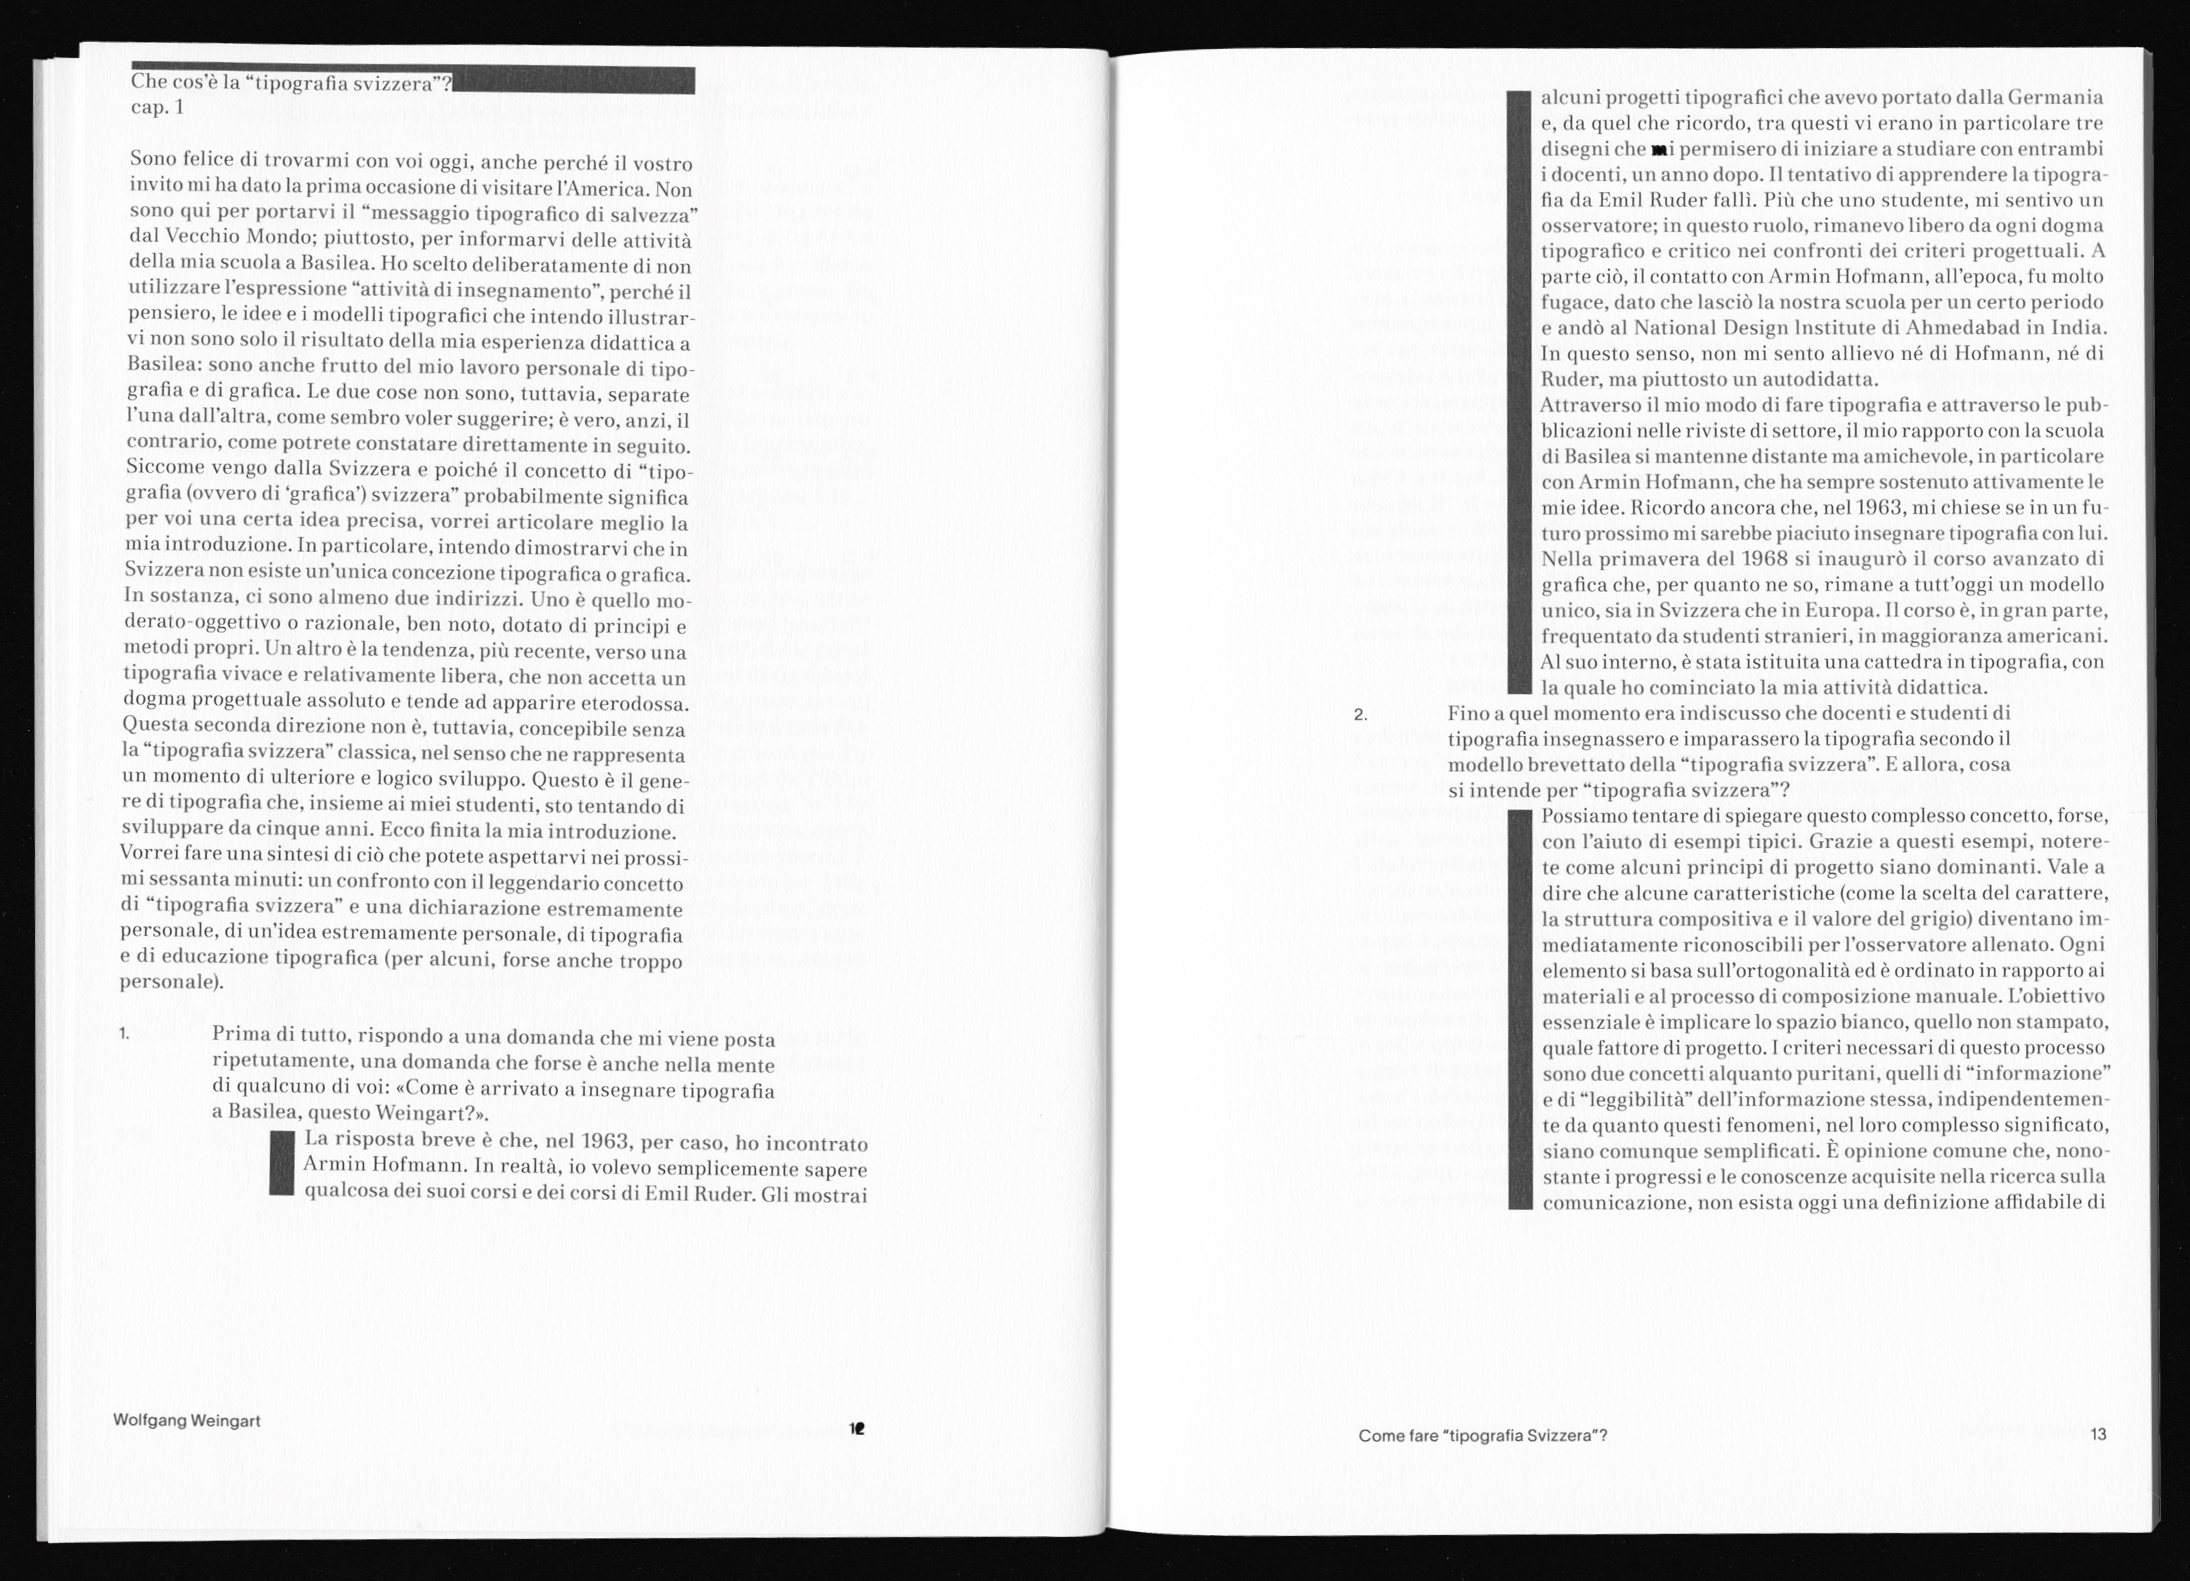 Che cos'è la “tipografia svizzera”?
cap. 1
Sono felice di trovarmi con voi oggi, anche perché il vostro
invito mi ha dato la prima occasione di visitare l'America. Non
sono qui per portarvi il “messaggio tipografico di salvezza”
dal Vecchio Mondo; piuttosto, per informarvi delle attività
della mia scuola a Basilea. Ho scelto deliberatamente di non
utilizzare l'espressione “attività di insegnamento”, perché il
pensiero, le idee e i modelli tipografici che intendo illustrar-
vi non sono solo il risultato della mia esperienza didattica a
Basilea: sono anche frutto del mio lavoro personale di tipo-
grafia e di grafica. Le due cose non sono, tuttavia, separate
l'una dall'altra, come sembro voler suggerire; è vero, anzi, il
contrario, come potrete constatare direttamente in seguito.
Siccome vengo dalla Svizzera e poiché il concetto di “tipo-
grafia (ovvero di ‘grafica’) svizzera” probabilmente significa
per voi una certa idea precisa, vorrei articolare meglio la
mia introduzione. In particolare, intendo dimostrarvi che in
Svizzera non esiste un'unica concezione tipografica o grafica.
In sostanza, ci sono almeno due indirizzi. Uno è quello mo-
derato-oggettivo o razionale, ben noto, dotato di principi e
metodi propri. Un altro è la tendenza, più recente, verso una
tipografia vivace e relativamente libera, che non accetta un
dogma progettuale assoluto e tende ad apparire eterodossa.
Questa seconda direzione non è, tuttavia, concepibile senza
la “tipografia svizzera” classica, nel senso che ne rappresenta
un momento di ulteriore e logico sviluppo. Questo è il gene-
re di tipografia che, insieme ai miei studenti, sto tentando di
sviluppare da cinque anni. Ecco finita la mia introduzione.
Vorrei fare una sintesi di ciò che potete aspettarvi nei prossi-
mi sessanta minuti: un confronto con il leggendario concetto
di “tipografia svizzera” e una dichiarazione estremamente
personale, di un'idea estremamente personale, di tipografia
e di educazione tipografica (per alcuni, forse anche troppo
personale).
1. Prima di tutto, rispondo a una domanda che mi viene posta
ripetutamente, una domanda che forse è anche nella mente
di qualcuno di voi: «Come è arrivato a insegnare tipografia
a Basilea, questo Weingart?».
La risposta breve è che, nel 1963, per caso, ho incontrato
Armin Hofmann. In realtà, io volevo semplicemente sapere
qualcosa dei suoi corsi e dei corsi di Emil Ruder. Gli mostrai
Wolfgang Weingart
12
alcuni progetti tipografici che avevo portato dalla Germania
e, da quel che ricordo, tra questi vi erano in particolare tre
disegni che mi permisero di iniziare a studiare con entrambi
i docenti, un anno dopo. Il tentativo di apprendere la tipogra-
fia da Emil Ruder fallì. Più che uno studente, mi sentivo un
osservatore; in questo ruolo, rimanevo libero da ogni dogma
tipografico e critico nei confronti dei criteri progettuali. A
parte ciò, il contatto con Armin Hofmann, all'epoca, fu molto
fugace, dato che lasciò la nostra scuola per un certo periodo
e andò al National Design Institute di Ahmedabad in India.
In questo senso, non mi sento allievo né di Hofmann, né di
Ruder, ma piuttosto un autodidatta.
Attraverso il mio modo di fare tipografia e attraverso le pub-
blicazioni nelle riviste di settore, il mio rapporto con la scuola
di Basilea si mantenne distante ma amichevole, in particolare
con Armin Hofmann, che ha sempre sostenuto attivamente le
mie idee. Ricordo ancora che, nel 1963, mi chiese se in un fu-
turo prossimo mi sarebbe piaciuto insegnare tipografia con lui.
Nella primavera del 1968 si inaugurò il corso avanzato di
grafica che, per quanto ne so, rimane a tutt'oggi un modello
unico, sia in Svizzera che in Europa. Il corso è, in gran parte,
frequentato da studenti stranieri, in maggioranza americani.
Al suo interno, è stata istituita una cattedra in tipografia, con
la quale ho cominciato la mia attività didattica.
2. Fino a quel momento era indiscusso che docenti e studenti di
tipografia insegnassero e imparassero la tipografia secondo il
modello brevettato della “tipografia svizzera”. E allora, cosa
si intende per “tipografia svizzera”?
Possiamo tentare di spiegare questo complesso concetto, forse,
con l'aiuto di esempi tipici. Grazie a questi esempi, notere-
te come alcuni principi di progetto siano dominanti. Vale a
dire che alcune caratteristiche (come la scelta del carattere,
la struttura compositiva e il valore del grigio) diventano im-
mediatamente riconoscibili per l'osservatore allenato. Ogni
elemento si basa sull'ortogonalità ed è ordinato in rapporto ai
materiali e al processo di composizione manuale. L'obiettivo
essenziale è implicare lo spazio bianco, quello non stampato,
quale fattore di progetto. I criteri necessari di questo processo
sono due concetti alquanto puritani, quelli di “informazione”
e di “leggibilità” dell'informazione stessa, indipendentemen-
te da quanto questi fenomeni, nel loro complesso significato,
siano comunque semplificati. È opinione comune che, nono-
stante i progressi e le conoscenze acquisite nella ricerca sulla
comunicazione, non esista oggi una definizione affidabile di
Come fare “tipografia Svizzera”?
13